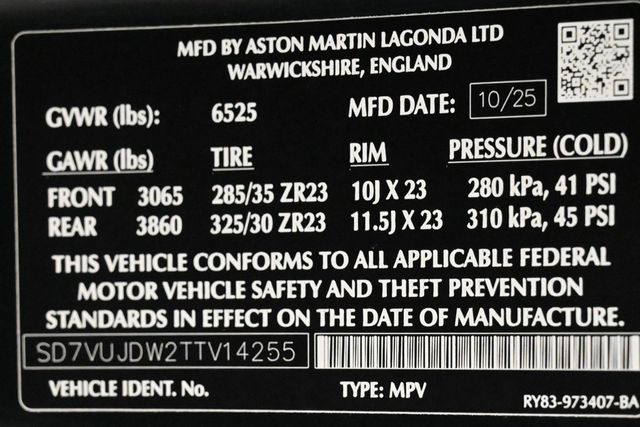 MFD BY ASTON MARTIN LAGONDA LTD
WARWICKSHIRE, ENGLAND
GVWR (lbs): 6525 MFD DATE: 10/25
GAWR (lbs) TIRE RIM PRESSURE (COLD)
FRONT 3065 285/35 ZR23 10J X 23 280 kPa, 41 PSI
REAR 3860 325/30 ZR23 11.5J X 23 310 kPa, 45 PSI
THIS VEHICLE CONFORMS TO ALL APPLICABLE FEDERAL
MOTOR VEHICLE SAFETY AND THEFT PREVENTION
STANDARDS IN EFFECT ON THE DATE OF MANUFACTURE.
SD7VUJDW2TTV14255
VEHICLE IDENT. No. TYPE: MPV
RY83-973407-BA